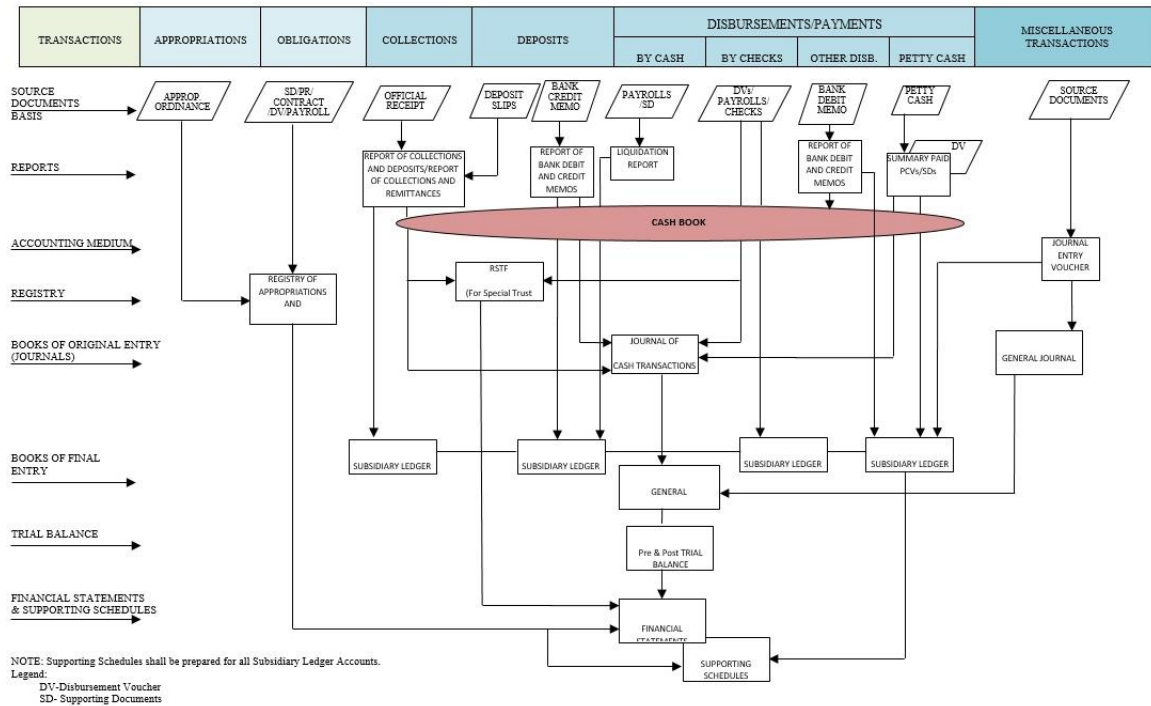 DISBURSEMENTS/PAYMENTS
TRANSACTIONS
APPROPRIATIONS
OBLIGATIONS
COLLECTIONS
DEPOSITS
MISCELLANEOUS
TRANSACTIONS
BY CASH
BY CHECKS
OTHER DISB.
PETTY CASH
SOURCE
DOCUMENTS
BASIS
APPROP.
ORDINANCE
SD/PR/
CONTRACT
/DV/PAYROLL
OFFICIAL
RECEIPT
DEPOSIT
SLIPS
BANK
CREDIT
MEMO
PAYROLLS
/SD
DVs/
PAYROLLS/
CHECKS
BANK
DEBIT
MEMO
PETTY
CASH
SOURCE
DOCUMENTS
REPORTS
REPORT OF COLLECTIONS
AND DEPOSITS/REPORT
OF COLLECTIONS AND
REMITTANCES
REPORT OF
BANK DEBIT
AND CREDIT
MEMOS
LIQUIDATION
REPORT
REPORT OF
BANK DEBIT
AND CREDIT
MEMOS
DV
SUMMARY PAID
PCVs/SDs
CASH BOOK
ACCOUNTING MEDIUM
JOURNAL
ENTRY
VOUCHER
REGISTRY
REGISTRY OF
APPROPRIATIONS
AND
RSTF
(For Special Trust
BOOKS OF ORIGINAL ENTRY
(JOURNALS)
JOURNAL OF
CASH TRANSACTIONS
GENERAL JOURNAL
BOOKS OF FINAL
ENTRY
SUBSIDIARY LEDGER
SUBSIDIARY LEDGER
SUBSIDIARY LEDGER
SUBSIDIARY LEDGER
GENERAL
TRIAL BALANCE
Pre & Post TRIAL
BALANCE
FINANCIAL STATEMENTS
& SUPPORTING SCHEDULES
FINANCIAL
STATEMENTS
SUPPORTING
SCHEDULES
NOTE: Supporting Schedules shall be prepared for all Subsidiary Ledger Accounts.
Legend:
DV-Disbursement Voucher
SD- Supporting Documents